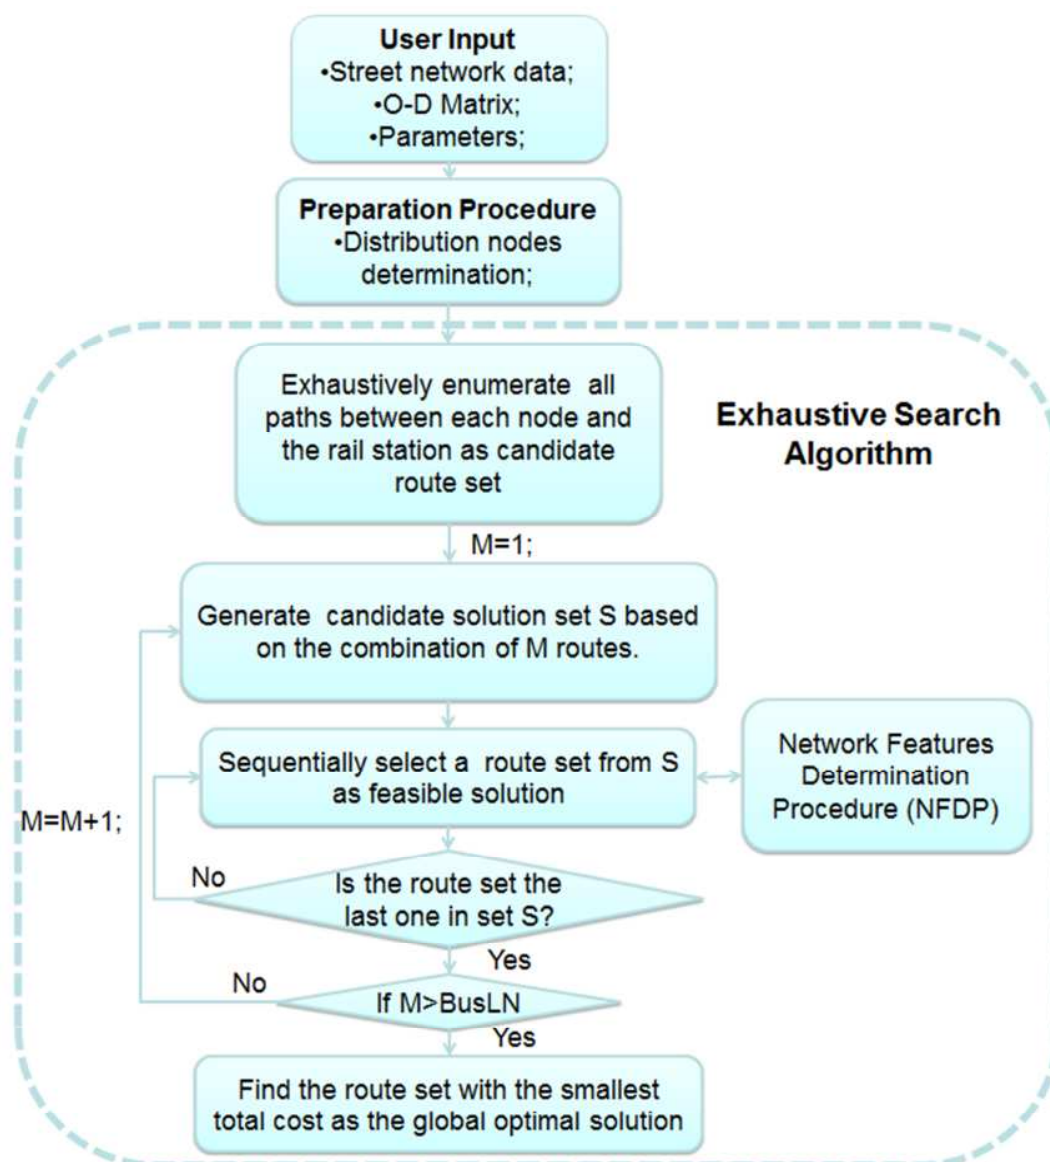 User Input
•Street network data;
•O-D Matrix;
•Parameters;
Preparation Procedure
•Distribution nodes
determination;
Exhaustively enumerate all
paths between each node and
the rail station as candidate
route set
Exhaustive Search
Algorithm
M=1;
Generate candidate solution set S based
on the combination of M routes.
Sequentially select a route set from S
as feasible solution
Network Features
Determination
Procedure (NFDP)
M=M+1;
No
Is the route set the
last one in set S?
Yes
No
If M>BusLN
Yes
Find the route set with the smallest
total cost as the global optimal solution